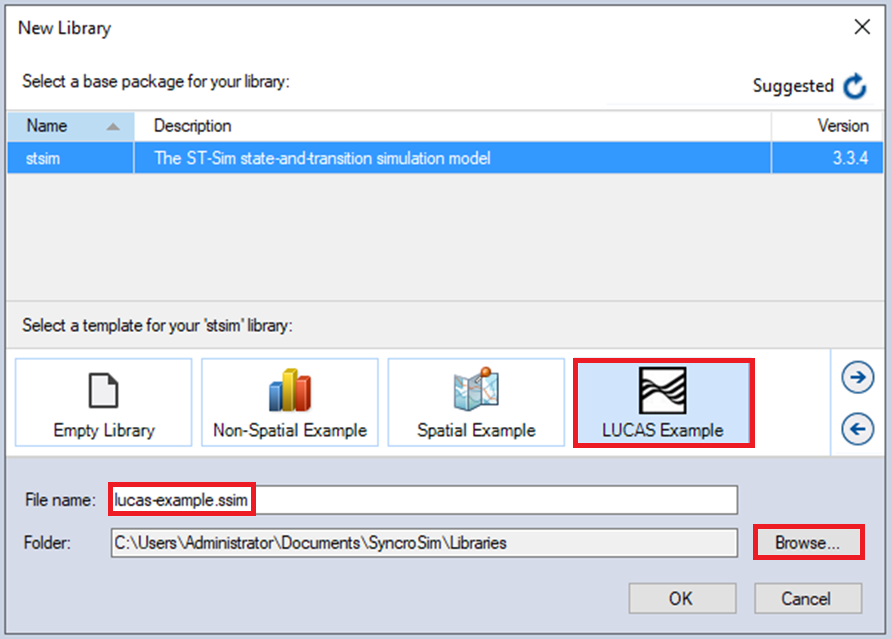 New Library
Select a base package for your library:
Suggested
Name Description Version
stsim The ST-Sim state-and-transition simulation model 3.3.4
Select a template for your 'stsim' library:
Empty Library Non-Spatial Example Spatial Example LUCAS Example
File name: lucas-example.ssim
Folder: C:\Users\Administrator\Documents\SyncroSim\Libraries Browse...
OK Cancel